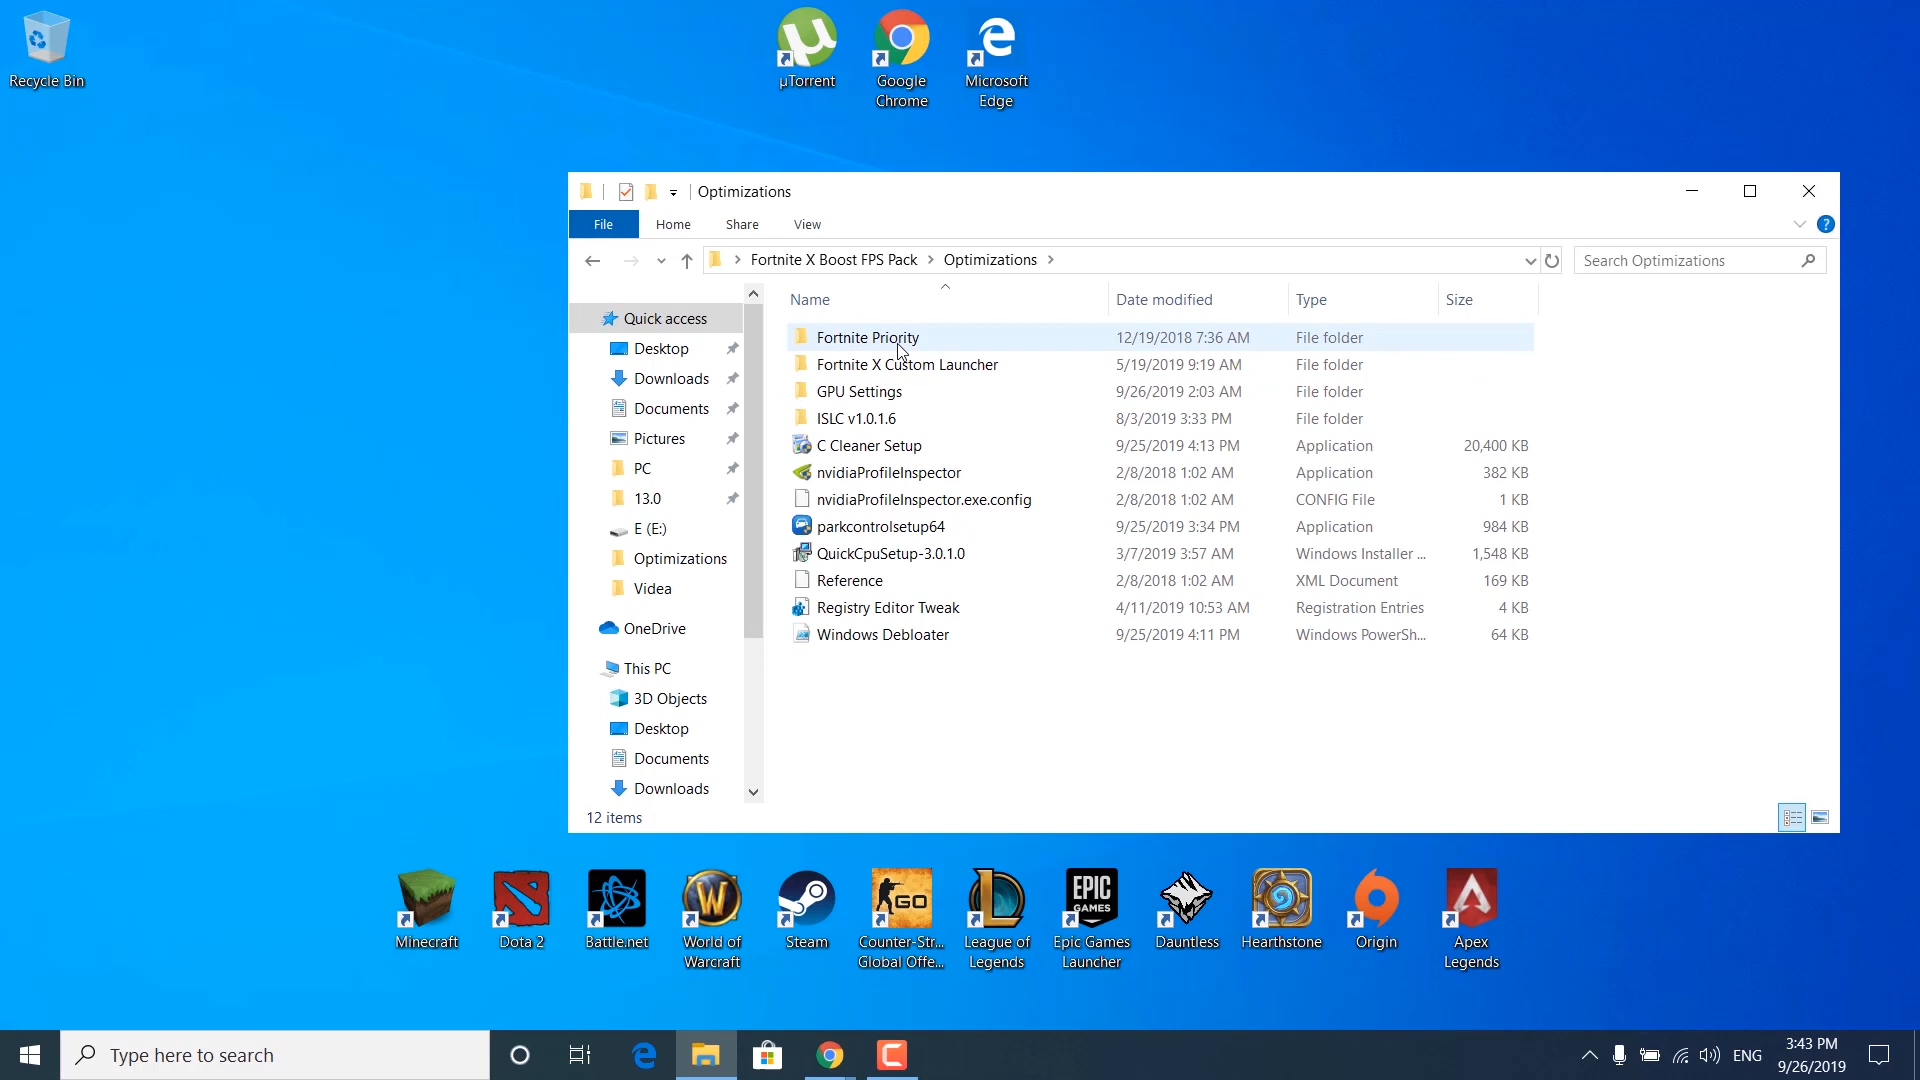 Recycle Bin
µTorrent
Google
Chrome
Microsoft
Edge
Optimizations
File
Home
Share
View
?
Fortnite X Boost FPS Pack
Optimizations
Search Optimizations
Name
Date modified
Type
Size
Quick access
Desktop
Downloads
Documents
Pictures
PC
13.0
E (E:)
Optimizations
Videa
OneDrive
This PC
3D Objects
Desktop
Documents
Downloads
Fortnite Priority 12/19/2018 7:36 AM File folder
Fortnite X Custom Launcher 5/19/2019 9:19 AM File folder
GPU Settings 9/26/2019 2:03 AM File folder
ISLC v1.0.1.6 8/3/2019 3:33 PM File folder
C Cleaner Setup 9/25/2019 4:13 PM Application 20,400 KB
nvidiaProfileInspector 2/8/2018 1:02 AM Application 382 KB
nvidiaProfileInspector.exe.config 2/8/2018 1:02 AM CONFIG File 1 KB
parkcontrolsetup64 9/25/2019 3:34 PM Application 984 KB
QuickCpuSetup-3.0.1.0 3/7/2019 3:57 AM Windows Installer ... 1,548 KB
Reference 2/8/2018 1:02 AM XML Document 169 KB
Registry Editor Tweak 4/11/2019 10:53 AM Registration Entries 4 KB
Windows Debloater 9/25/2019 4:11 PM Windows PowerSh... 64 KB
12 items
GO
EPIC
GAMES
Minecraft
Dota 2
Battle.net
World of
Warcraft
Steam
Counter-Str...
Global Offe...
League of
Legends
Epic Games
Launcher
Dauntless
Hearthstone
Origin
Apex
Legends
Type here to search
ENG
3:43 PM
9/26/2019